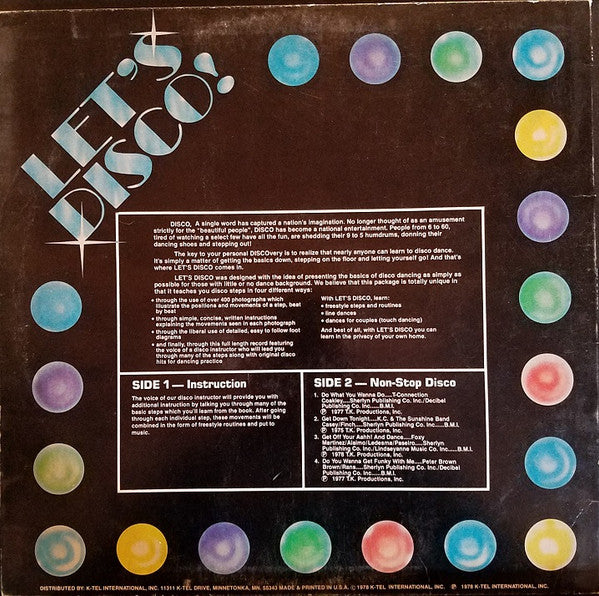 LET'S
DISCO!
DISCO, A single word has captured a nation's imagination. No longer thought of as an amusement
strictly for the "beautiful people", DISCO has become a national entertainment. People from 6 to 60,
tired of watching a select few have all the fun, are shedding their 9 to 5 humdrums, donning their
dancing shoes and stepping out!
The key to your personal DISCOvery is to realize that nearly anyone can learn to disco dance.
It's simply a matter of getting the basics down, stepping on the floor and letting yourself go! And that's
where LET'S DISCO comes in.
LET'S DISCO was designed with the idea of presenting the basics of disco dancing as simply as
possible for those with little or no dance background. We believe that this package is totally unique in
that it teaches you disco steps in four different ways:
• through the use of over 400 photographs which
illustrate the positions and movements of a step, beat
by beat
• through simple, concise, written instructions
explaining the movements seen in each photograph
• through the liberal use of detailed, easy to follow foot
diagrams
• and finally, through this full length record featuring
the voice of a disco instructor who will lead you
through many of the steps along with original disco
hits for dancing practice
With LET'S DISCO, learn:
• freestyle steps and routines
• line dances
• dances for couples (touch dancing)
And best of all, with LET'S DISCO you can
learn in the privacy of your own home.
SIDE 1 — Instruction
The voice of our disco instructor will provide you with
additional instruction by talking you through many of the
basic steps which you'll learn from the book. After going
through each individual step, these movements will be
combined in the form of freestyle routines and put to
music.
SIDE 2 — Non-Stop Disco
1. Do What You Wanna Do....T-Connection
Coakley....Sherlyn Publishing Co. Inc./Decibel
Publishing Co. Inc......B.M.I.
Ⓟ 1977 T.K. Productions, Inc.
2. Get Down Tonight....K.C. & The Sunshine Band
Casey/Finch....Sherlyn Publishing Co. Inc......B.M.I.
Ⓟ 1975 T.K. Productions, Inc.
3. Get Off Your Aahh! And Dance....Foxy
Martinez/Alaimo/Ledesma/Paseiro....Sherlyn
Publishing Co. Inc./Lindseyanne Music Co. Inc....B.M.I.
Ⓟ 1976 T.K. Productions, Inc.
4. Do You Wanna Get Funky With Me....Peter Brown
Brown/Rans....Sherlyn Publishing Co. Inc./Decibel
Publishing Co. Inc.....B.M.I.
Ⓟ 1977 T.K. Productions, Inc.
DISTRIBUTED BY: K-TEL INTERNATIONAL, INC. 11311 K-TEL DRIVE, MINNETONKA, MN. 55343 MADE & PRINTED IN U.S.A. © 1978 K-TEL INTERNATIONAL, INC. Ⓟ 1978 K-TEL INTERNATIONAL, INC.